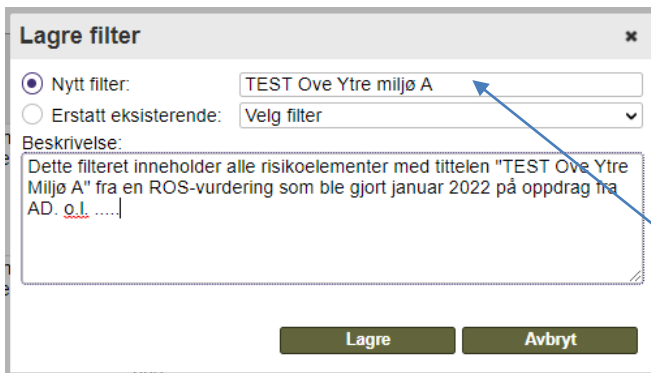 Lagre filter
Nytt filter: TEST Ove Ytre miljø A
Erstatt eksisterende: Velg filter
Beskrivelse:
Dette filteret inneholder alle risikoelementer med tittelen "TEST Ove Ytre
Miljø A" fra en ROS-vurdering som ble gjort januar 2022 på oppdrag fra
AD. o.l. .....
Lagre Avbryt